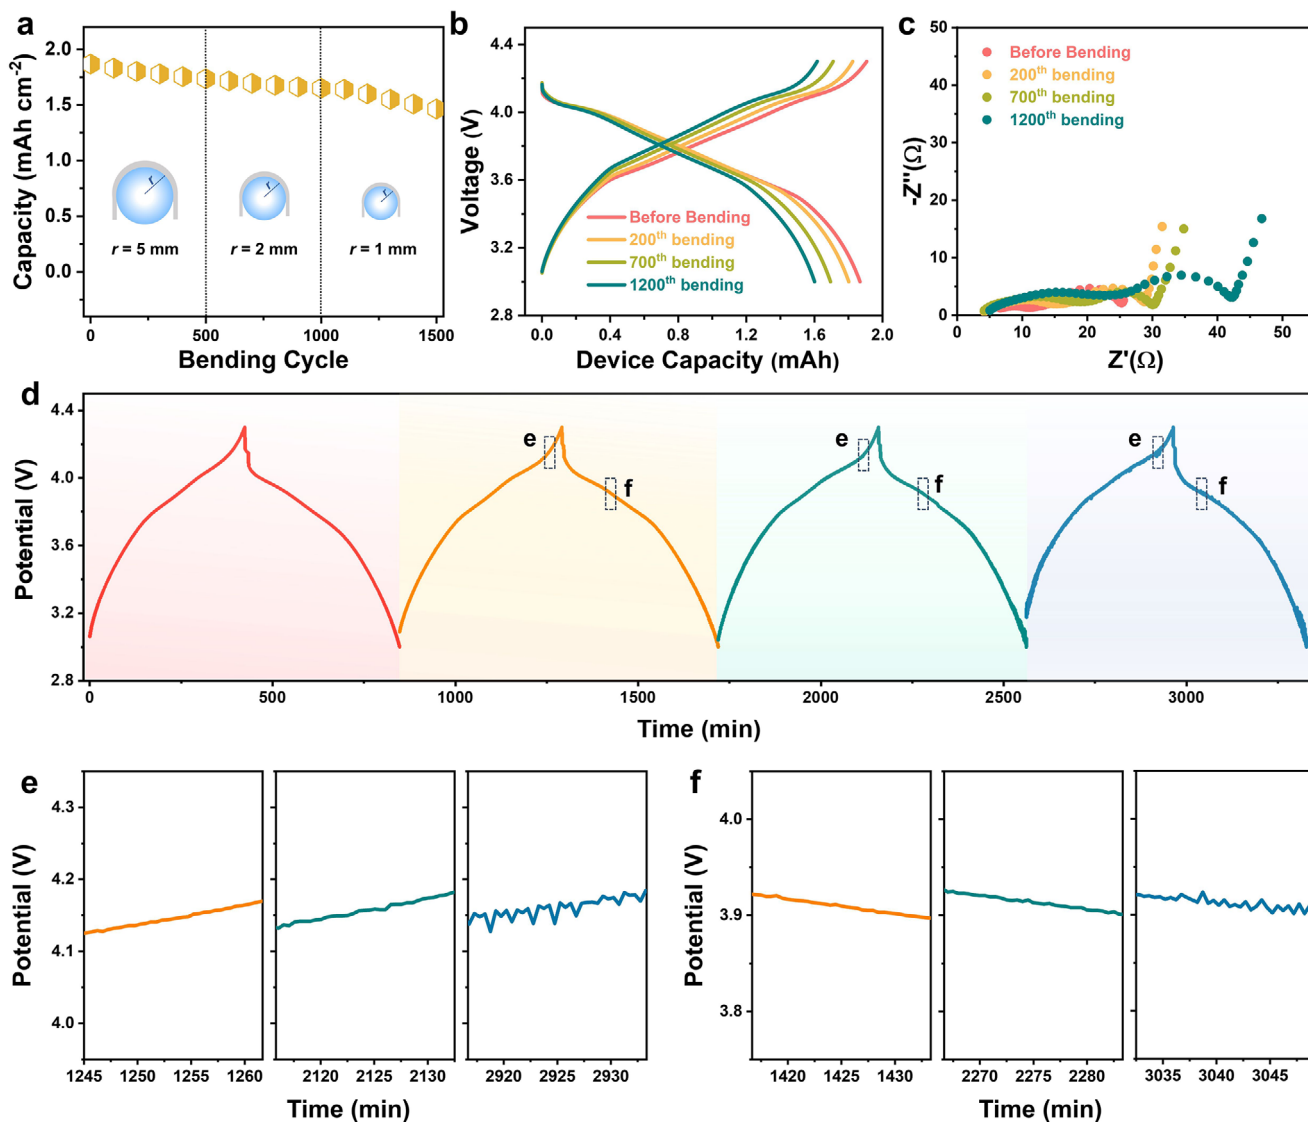 a
2.0
1.5
1.0
0.5
0.0
Capacity (mAh cm⁻²)
r
r
r
r = 5 mm
r = 2 mm
r = 1 mm
0
500
1000
1500
Bending Cycle
b
4.4
4.0
3.6
3.2
2.8
Voltage (V)
Before Bending
200th bending
700th bending
1200th bending
0.0
0.4
0.8
1.2
1.6
2.0
Device Capacity (mAh)
c
50
40
30
20
10
0
-Z''(Ω)
Before Bending
200th bending
700th bending
1200th bending
0
10
20
30
40
50
Z'(Ω)
d
4.4
4.0
3.6
3.2
2.8
Potential (V)
e
f
e
f
e
f
0
500
1000
1500
2000
2500
3000
Time (min)
e
4.3
4.2
4.1
4.0
Potential (V)
1245
1250
1255
1260
2120
2125
2130
2920
2925
2930
Time (min)
f
4.0
3.9
3.8
Potential (V)
1420
1425
1430
2270
2275
2280
3035
3040
3045
Time (min)